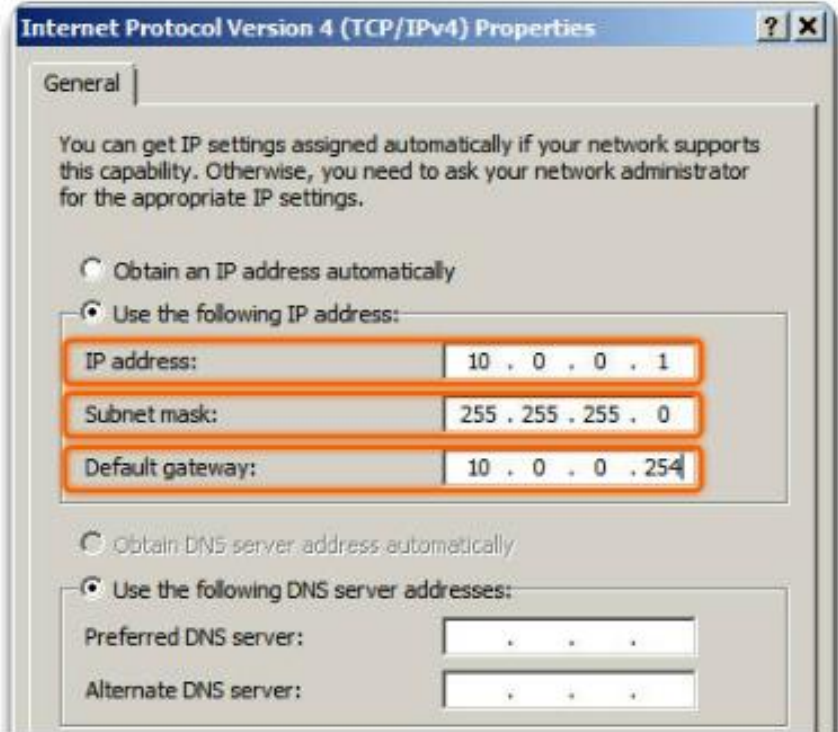 Internet Protocol Version 4 (TCP/IPv4) Properties ? X
General
You can get IP settings assigned automatically if your network supports
this capability. Otherwise, you need to ask your network administrator
for the appropriate IP settings.
Obtain an IP address automatically
Use the following IP address:
IP address: 10 . 0 . 0 . 1
Subnet mask: 255 . 255 . 255 . 0
Default gateway: 10 . 0 . 0 . 254
Obtain DNS server address automatically
Use the following DNS server addresses:
Preferred DNS server: . . .
Alternate DNS server: . . .